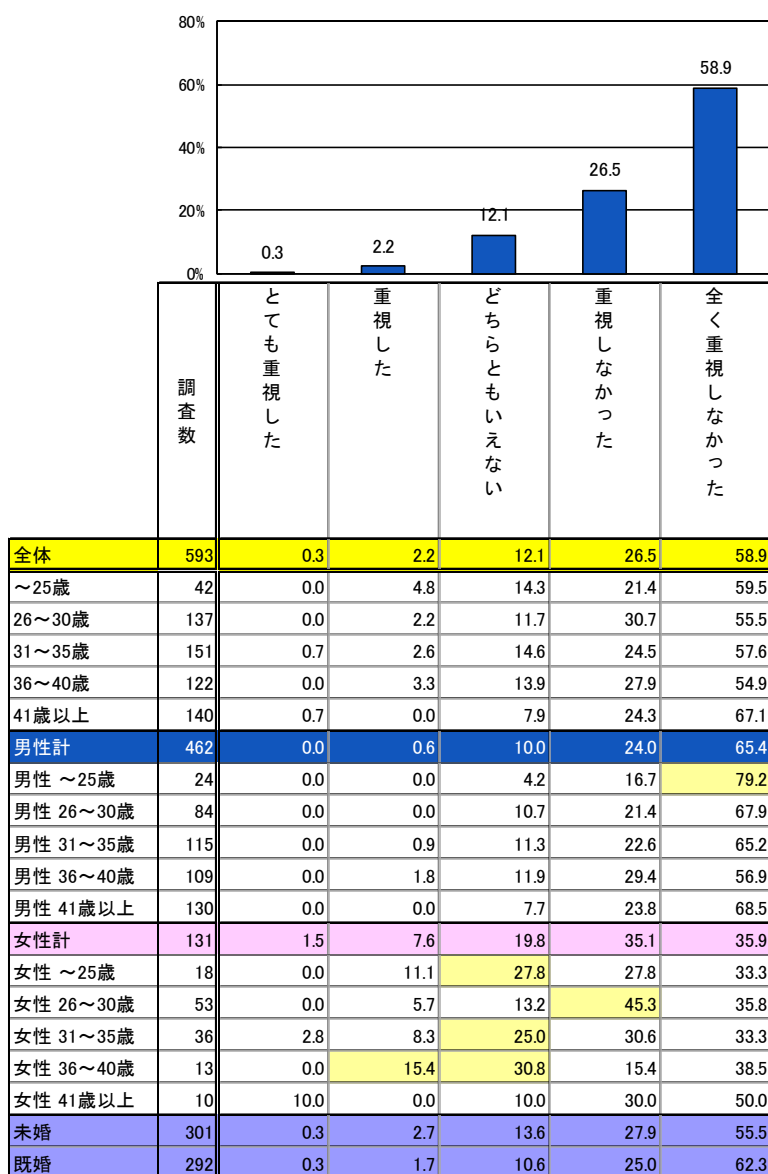 80%
60%
40%
20%
0%
0.3
2.2
12.1
26.5
58.9
調査数
とても重視した
重視した
どちらともいえない
重視しなかった
全く重視しなかった
全体 593 0.3 2.2 12.1 26.5 58.9
～25歳 42 0.0 4.8 14.3 21.4 59.5
26～30歳 137 0.0 2.2 11.7 30.7 55.5
31～35歳 151 0.7 2.6 14.6 24.5 57.6
36～40歳 122 0.0 3.3 13.9 27.9 54.9
41歳以上 140 0.7 0.0 7.9 24.3 67.1
男性計 462 0.0 0.6 10.0 24.0 65.4
男性 ～25歳 24 0.0 0.0 4.2 16.7 79.2
男性 26～30歳 84 0.0 0.0 10.7 21.4 67.9
男性 31～35歳 115 0.0 0.9 11.3 22.6 65.2
男性 36～40歳 109 0.0 1.8 11.9 29.4 56.9
男性 41歳以上 130 0.0 0.0 7.7 23.8 68.5
女性計 131 1.5 7.6 19.8 35.1 35.9
女性 ～25歳 18 0.0 11.1 27.8 27.8 33.3
女性 26～30歳 53 0.0 5.7 13.2 45.3 35.8
女性 31～35歳 36 2.8 8.3 25.0 30.6 33.3
女性 36～40歳 13 0.0 15.4 30.8 15.4 38.5
女性 41歳以上 10 10.0 0.0 10.0 30.0 50.0
未婚 301 0.3 2.7 13.6 27.9 55.5
既婚 292 0.3 1.7 10.6 25.0 62.3